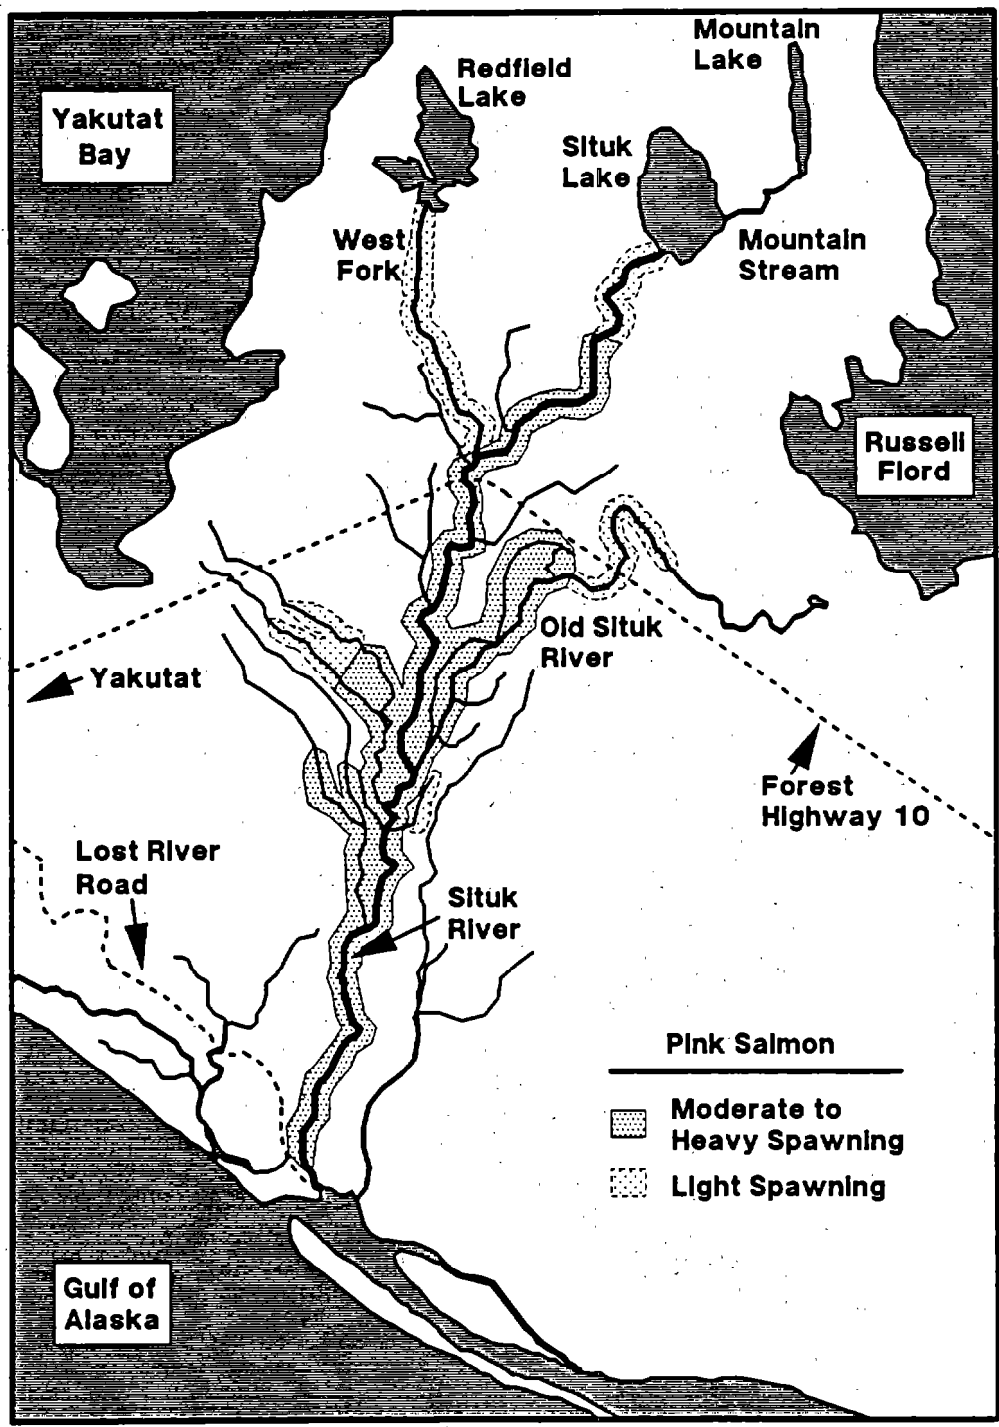 Mountain
Lake
Redfield
Lake
Yakutat
Bay
Situk
Lake
West
Fork
Mountain
Stream
Russell
Fiord
Old Situk
River
Yakutat
Forest
Highway 10
Lost River
Road
Situk
River
Pink Salmon
Moderate to
Heavy Spawning
Light Spawning
Gulf of
Alaska